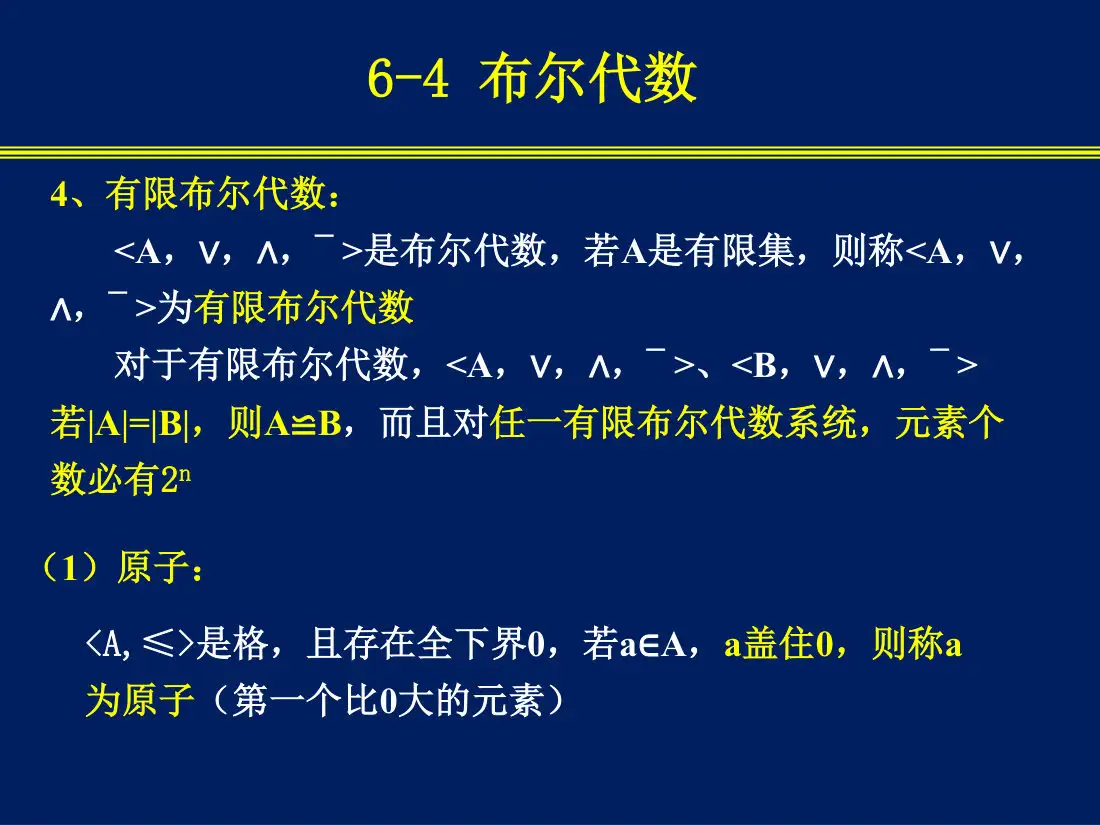 6-4 布尔代数
4、有限布尔代数：
<A，∨，∧，¯ >是布尔代数，若A是有限集，则称<A，∨，
∧，¯ >为有限布尔代数
对于有限布尔代数，<A，∨，∧，¯ >、<B，∨，∧，¯ >
若|A|=|B|，则A≌B，而且对任一有限布尔代数系统，元素个
数必有2ⁿ
（1）原子：
<A,≤>是格，且存在全下界0，若a∈A，a盖住0，则称a
为原子（第一个比0大的元素）